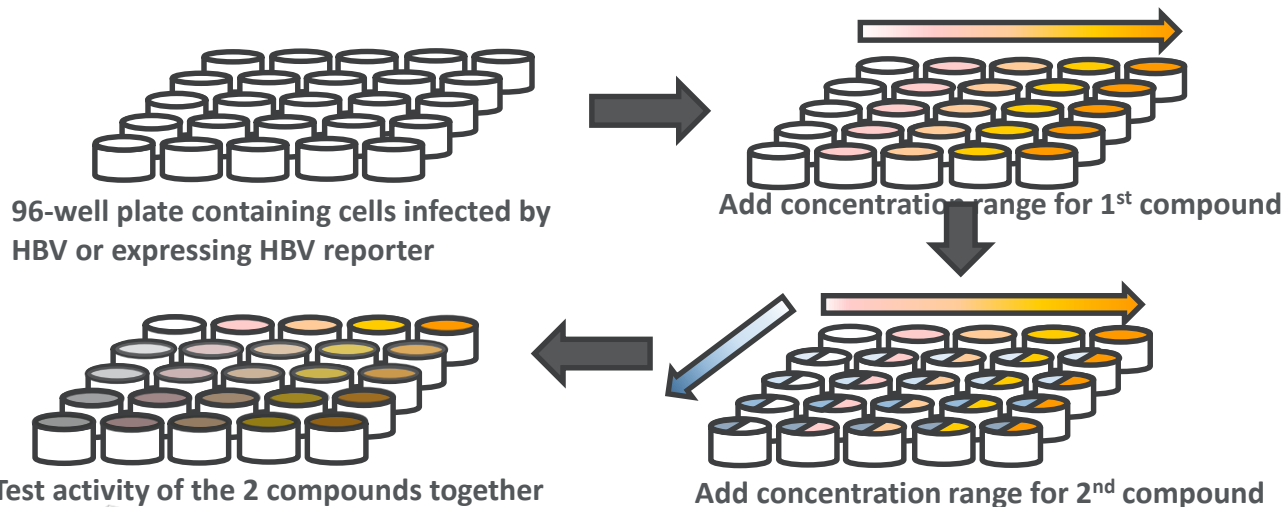 96-well plate containing cells infected by
HBV or expressing HBV reporter
Add concentration range for 1st compound
Test activity of the 2 compounds together
Add concentration range for 2nd compound